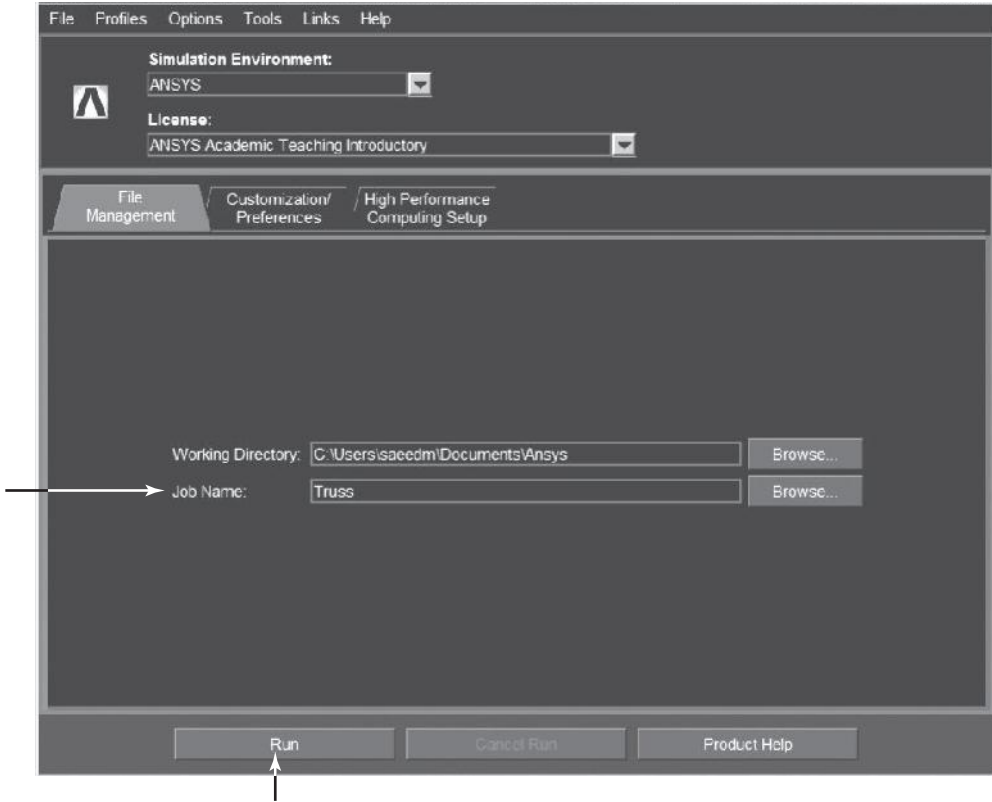 File Profiles Options Tools Links Help
Simulation Environment:
ANSYS
License:
ANSYS Academic Teaching Introductory
File
Management
Customization/
Preferences
High Performance
Computing Setup
Working Directory: C:\Users\saeedm\Documents\Ansys Browse...
Job Name: Truss Browse...
Run Cancel Run Product Help